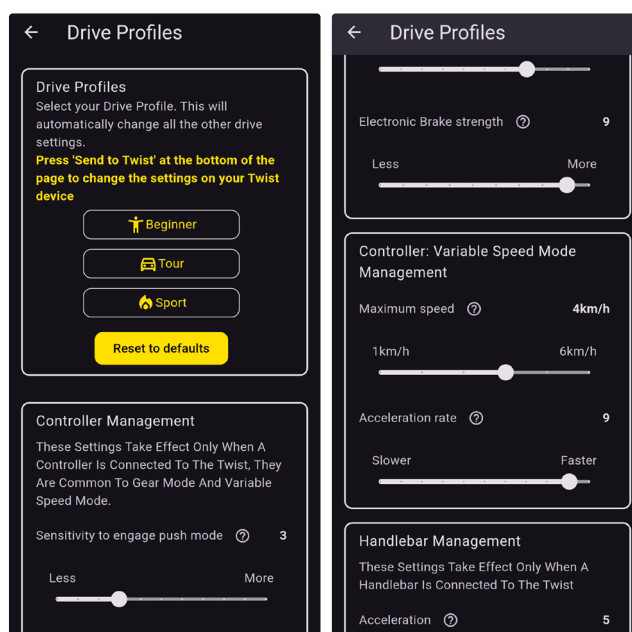 Drive Profiles
Drive Profiles
Select your Drive Profile. This will
automatically change all the other drive
settings.
Press 'Send to Twist' at the bottom of the
page to change the settings on your Twist
device
Beginner
Tour
Sport
Reset to defaults
Controller Management
These Settings Take Effect Only When A
Controller Is Connected To The Twist, They
Are Common To Gear Mode And Variable
Speed Mode.
Sensitivity to engage push mode ? 3
Less More
Drive Profiles
Electronic Brake strength ? 9
Less More
Controller: Variable Speed Mode
Management
Maximum speed ? 4km/h
1km/h 6km/h
Acceleration rate ? 9
Slower Faster
Handlebar Management
These Settings Take Effect Only When A
Handlebar Is Connected To The Twist
Acceleration ? 5